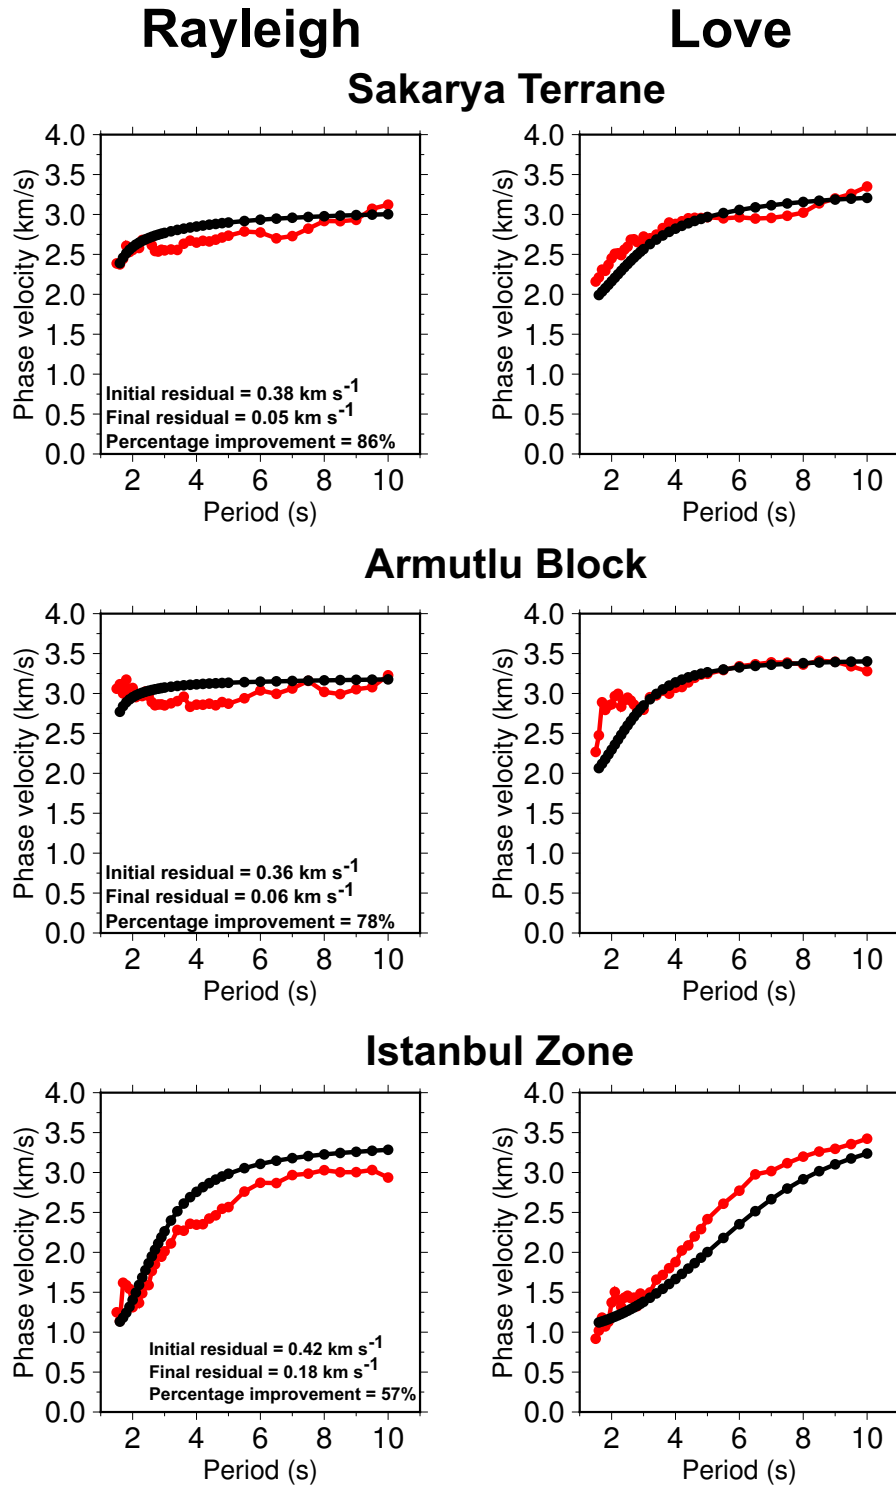 Rayleigh Love
Sakarya Terrane
4.0 4.0
3.5 3.5
3.0 3.0
2.5 2.5
2.0 2.0
1.5 1.5
1.0 1.0
0.5 0.5
0.0 0.0
Phase velocity (km/s) Phase velocity (km/s)
Initial residual = 0.38 km s-1
Final residual = 0.05 km s-1
Percentage improvement = 86%
2 4 6 8 10 2 4 6 8 10
Period (s) Period (s)
Armutlu Block
4.0 4.0
3.5 3.5
3.0 3.0
2.5 2.5
2.0 2.0
1.5 1.5
1.0 1.0
0.5 0.5
0.0 0.0
Phase velocity (km/s) Phase velocity (km/s)
Initial residual = 0.36 km s-1
Final residual = 0.06 km s-1
Percentage improvement = 78%
2 4 6 8 10 2 4 6 8 10
Period (s) Period (s)
Istanbul Zone
4.0 4.0
3.5 3.5
3.0 3.0
2.5 2.5
2.0 2.0
1.5 1.5
1.0 1.0
0.5 0.5
0.0 0.0
Phase velocity (km/s) Phase velocity (km/s)
Initial residual = 0.42 km s-1
Final residual = 0.18 km s-1
Percentage improvement = 57%
2 4 6 8 10 2 4 6 8 10
Period (s) Period (s)